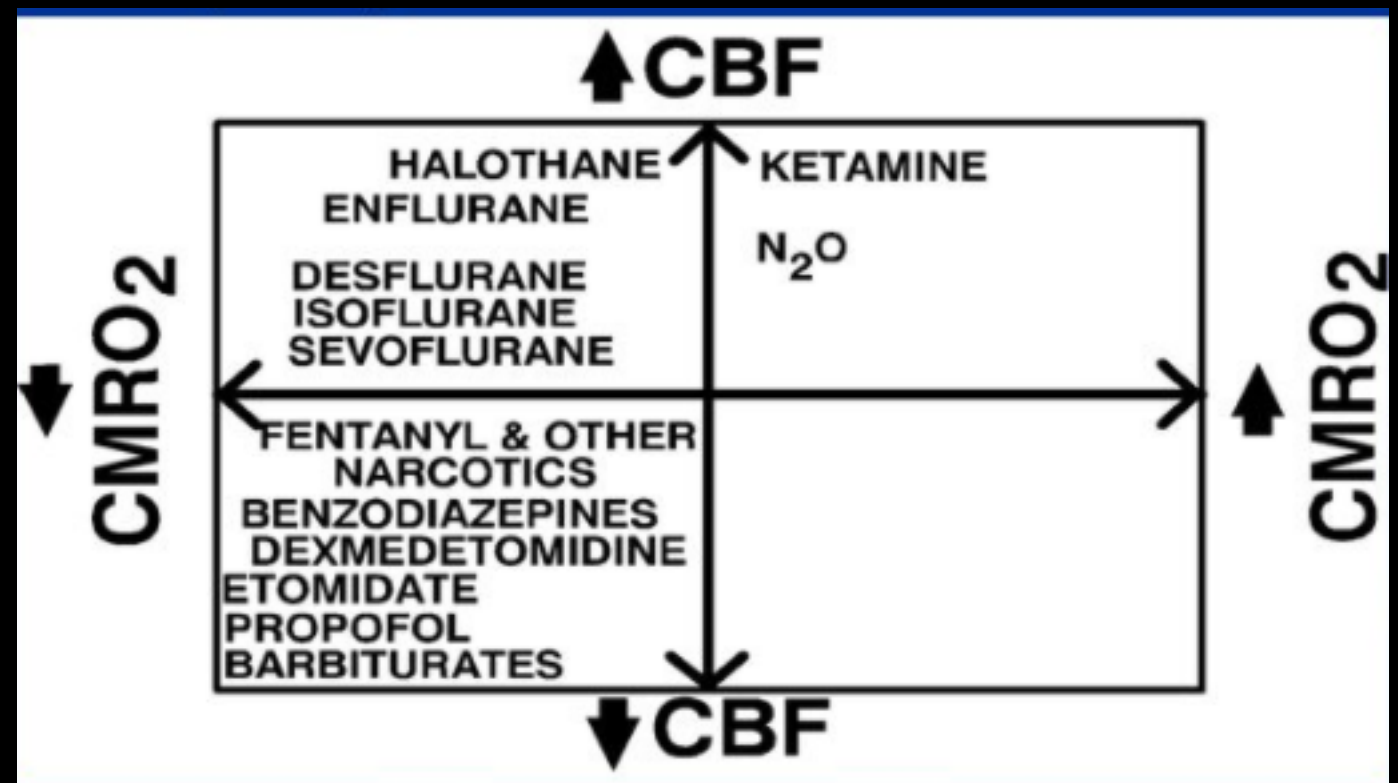 CBF
HALOTHANE
KETAMINE
ENFLURANE
N₂O
DESFLURANE
ISOFLURANE
SEVOFLURANE
CMRO₂
CMRO₂
FENTANYL & OTHER
NARCOTICS
BENZODIAZEPINES
DEXMEDETOMIDINE
ETOMIDATE
PROPOFOL
BARBITURATES
CBF